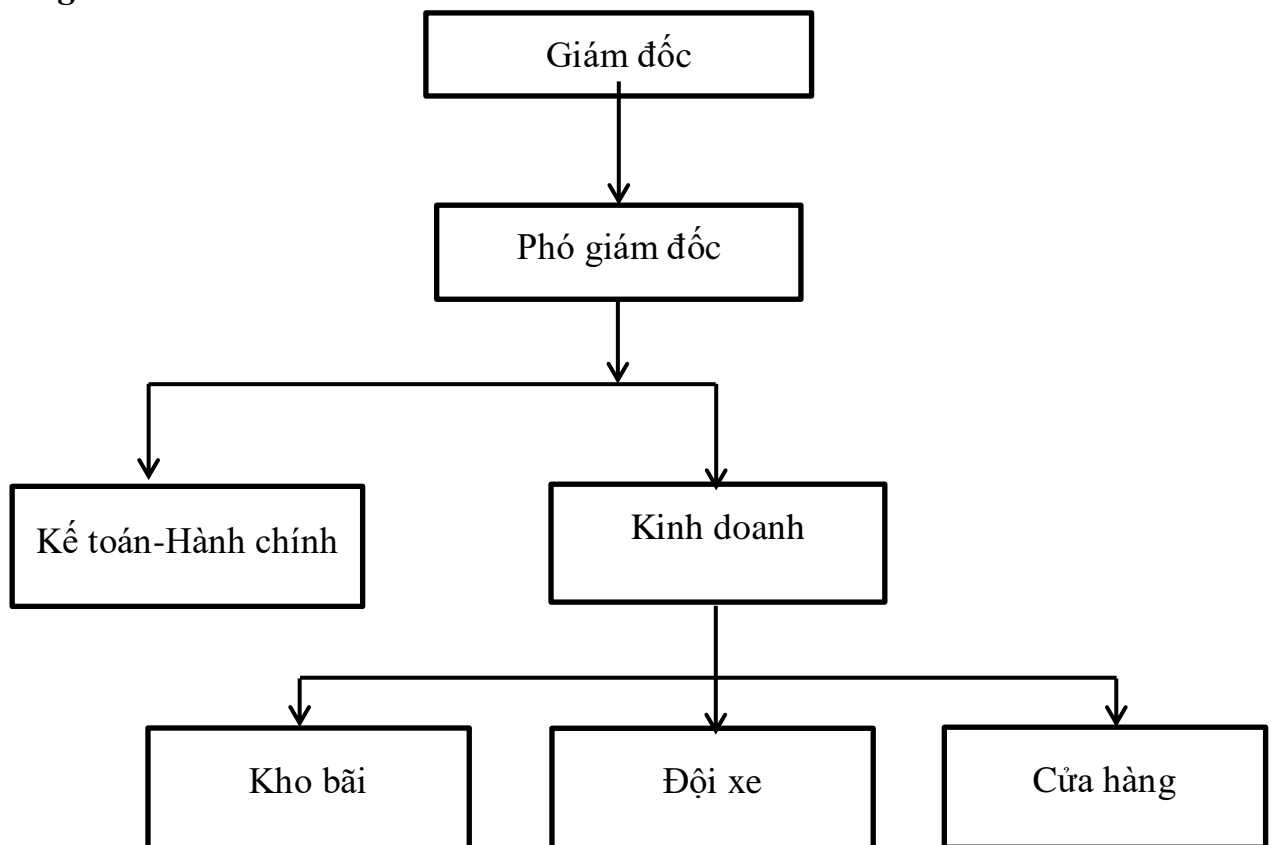 Giám đốc
Phó giám đốc
Kế toán-Hành chính
Kinh doanh
Kho bãi
Đội xe
Cửa hàng